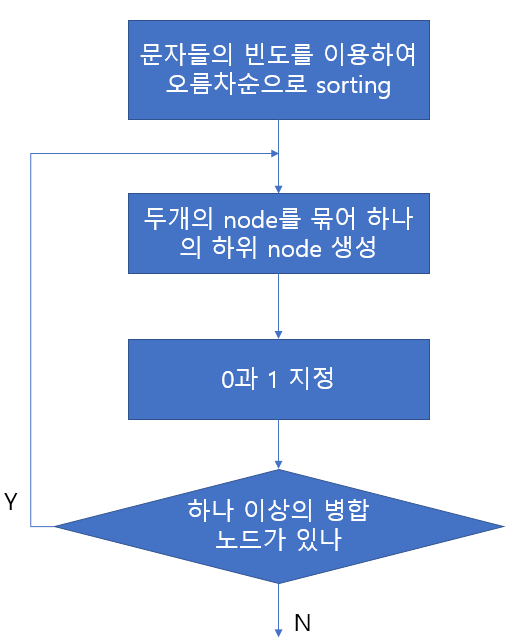 문자들의 빈도를 이용하여
오름차순으로 sorting
두개의 node를 묶어 하나
의 하위 node 생성
0과 1 지정
하나 이상의 병합
노드가 있나
Y
N